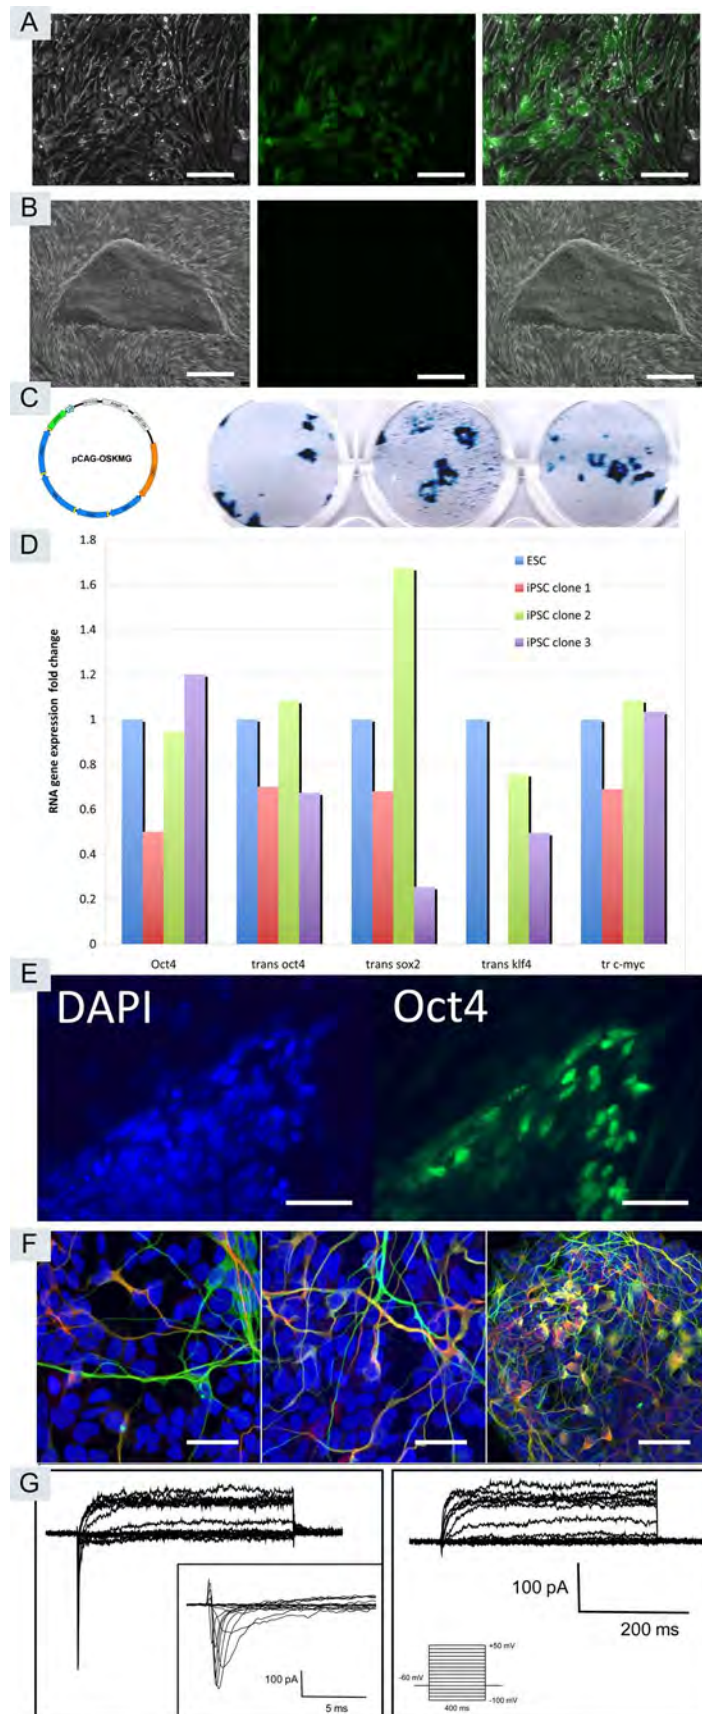 A
B
C
pCAG-OSKMG
D
RNA gene expression fold change
1.8
1.6
1.4
1.2
1
0.8
0.6
0.4
0.2
0
ESC
iPSC clone 1
iPSC clone 2
iPSC clone 3
Oct4
trans oct4
trans sox2
trans klf4
tr c-myc
E
DAPI
Oct4
F
G
100 pA
5 ms
100 pA
200 ms
+50 mV
-60 mV
-100 mV
400 ms